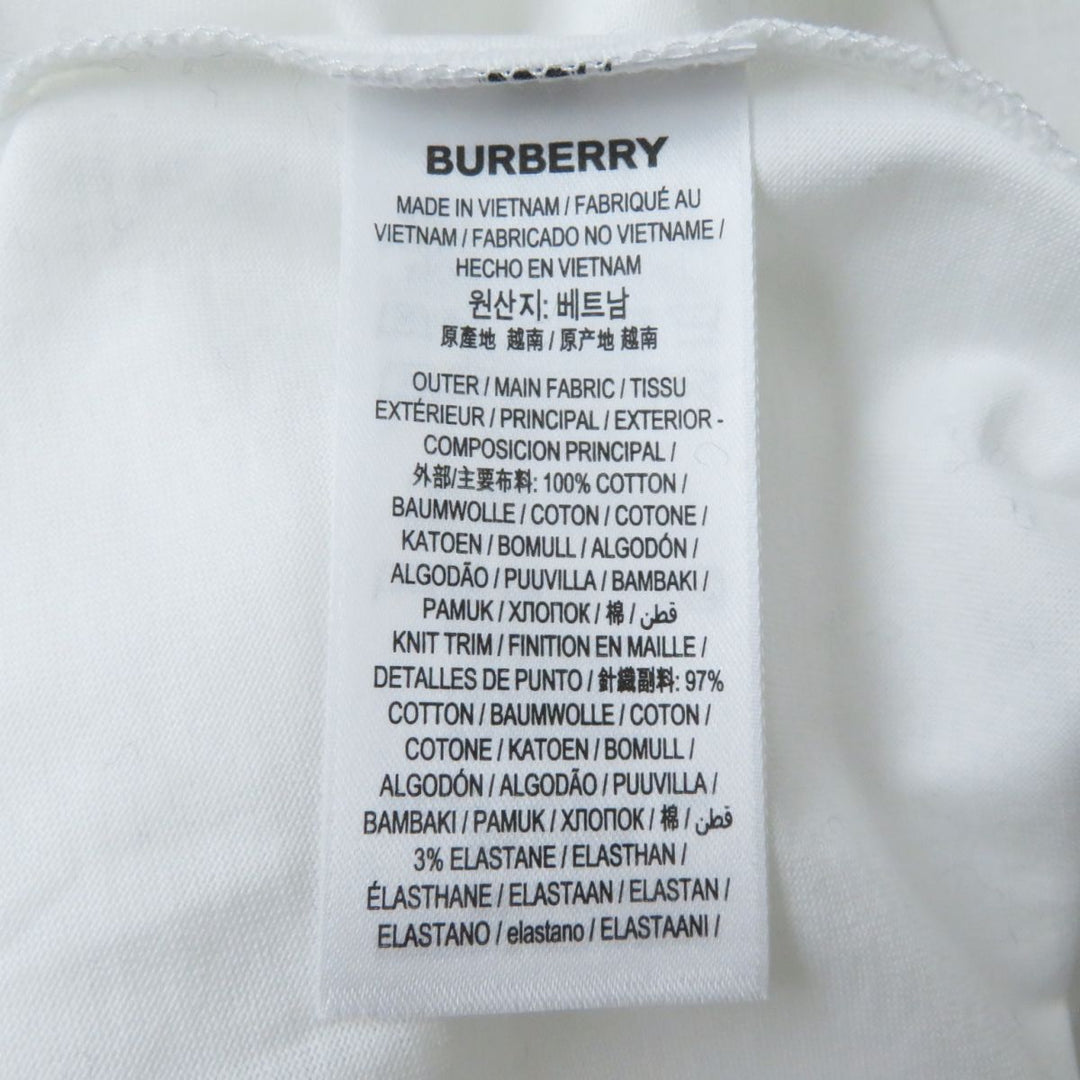 BURBERRY
MADE IN VIETNAM / FABRIQUÉ AU
VIETNAM / FABRICADO NO VIETNAME /
HECHO EN VIETNAM
원산지: 베트남
原產地 越南 / 原产地 越南
OUTER / MAIN FABRIC / TISSU
EXTÉRIEUR / PRINCIPAL / EXTERIOR -
COMPOSICION PRINCIPAL /
外部/主要布料: 100% COTTON /
BAUMWOLLE / COTON / COTONE /
KATOEN / BOMULL / ALGODÓN /
ALGODÃO / PUUVILLA / BAMBAKI /
PAMUK / ХЛОПОК / 棉 / قطن
KNIT TRIM / FINITION EN MAILLE /
DETALLES DE PUNTO / 針織副料: 97%
COTTON / BAUMWOLLE / COTON /
COTONE / KATOEN / BOMULL /
ALGODÓN / ALGODÃO / PUUVILLA /
BAMBAKI / PAMUK / ХЛОПОК / 棉 / قطن
3% ELASTANE / ELASTHAN /
ÉLASTHANE / ELASTAAN / ELASTAN /
ELASTANO / elastano / ELASTAANI /